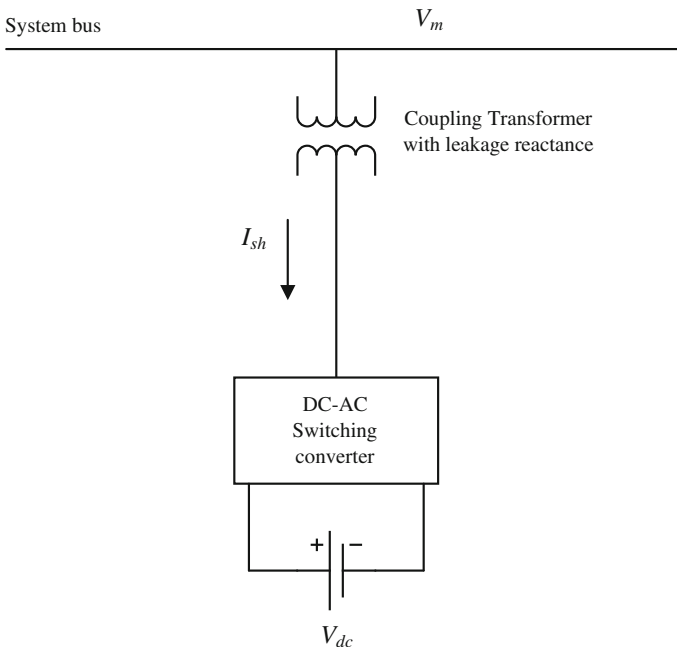 System bus
V_m
Coupling Transformer
with leakage reactance
I_sh
DC-AC
Switching
converter
+ −
V_dc